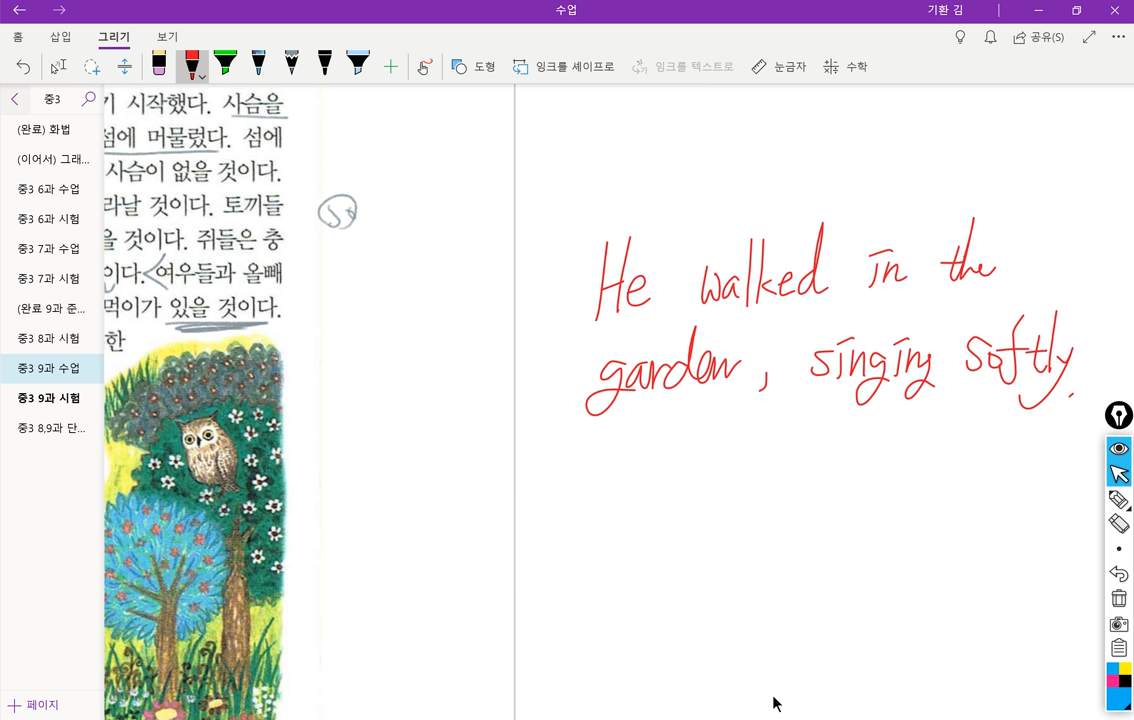 수업
기환 김
홈 삽입 그리기 보기
공유(S)
도형 잉크를 셰이프로 잉크를 텍스트로 눈금자 수학
중3
(완료) 화법
(이어서) 그래...
중3 6과 수업
중3 6과 시험
중3 7과 수업
중3 7과 시험
(완료 9과 준...
중3 8과 시험
중3 9과 수업
중3 9과 시험
중3 8,9과 단...
페이지
기 시작했다. 사슴을
섬에 머물렀다. 섬에
사슴이 없을 것이다.
라날 것이다. 토끼들
을 것이다. 쥐들은 충
이다. 여우들과 올빼
먹이가 있을 것이다.
한
He walked in the
garden, singing softly.